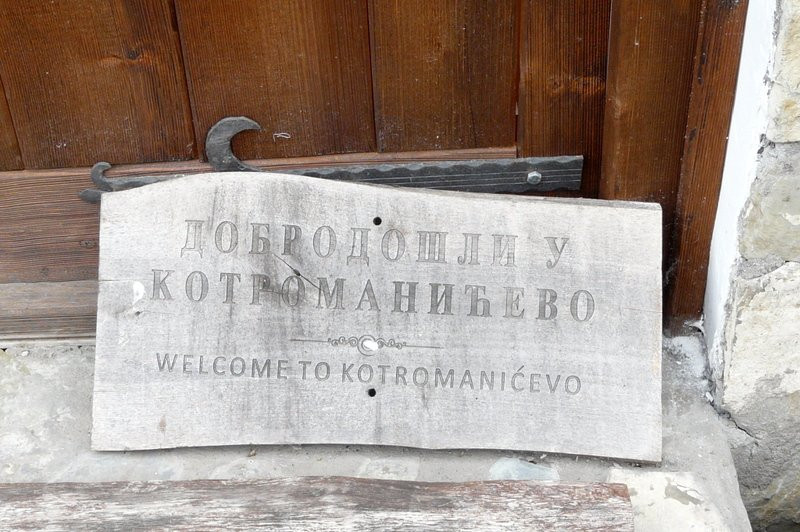 ДОБРОДОШЛИ У
КОТРОМАНИЋЕВО
WELCOME TO KOTROMANIĆEVO